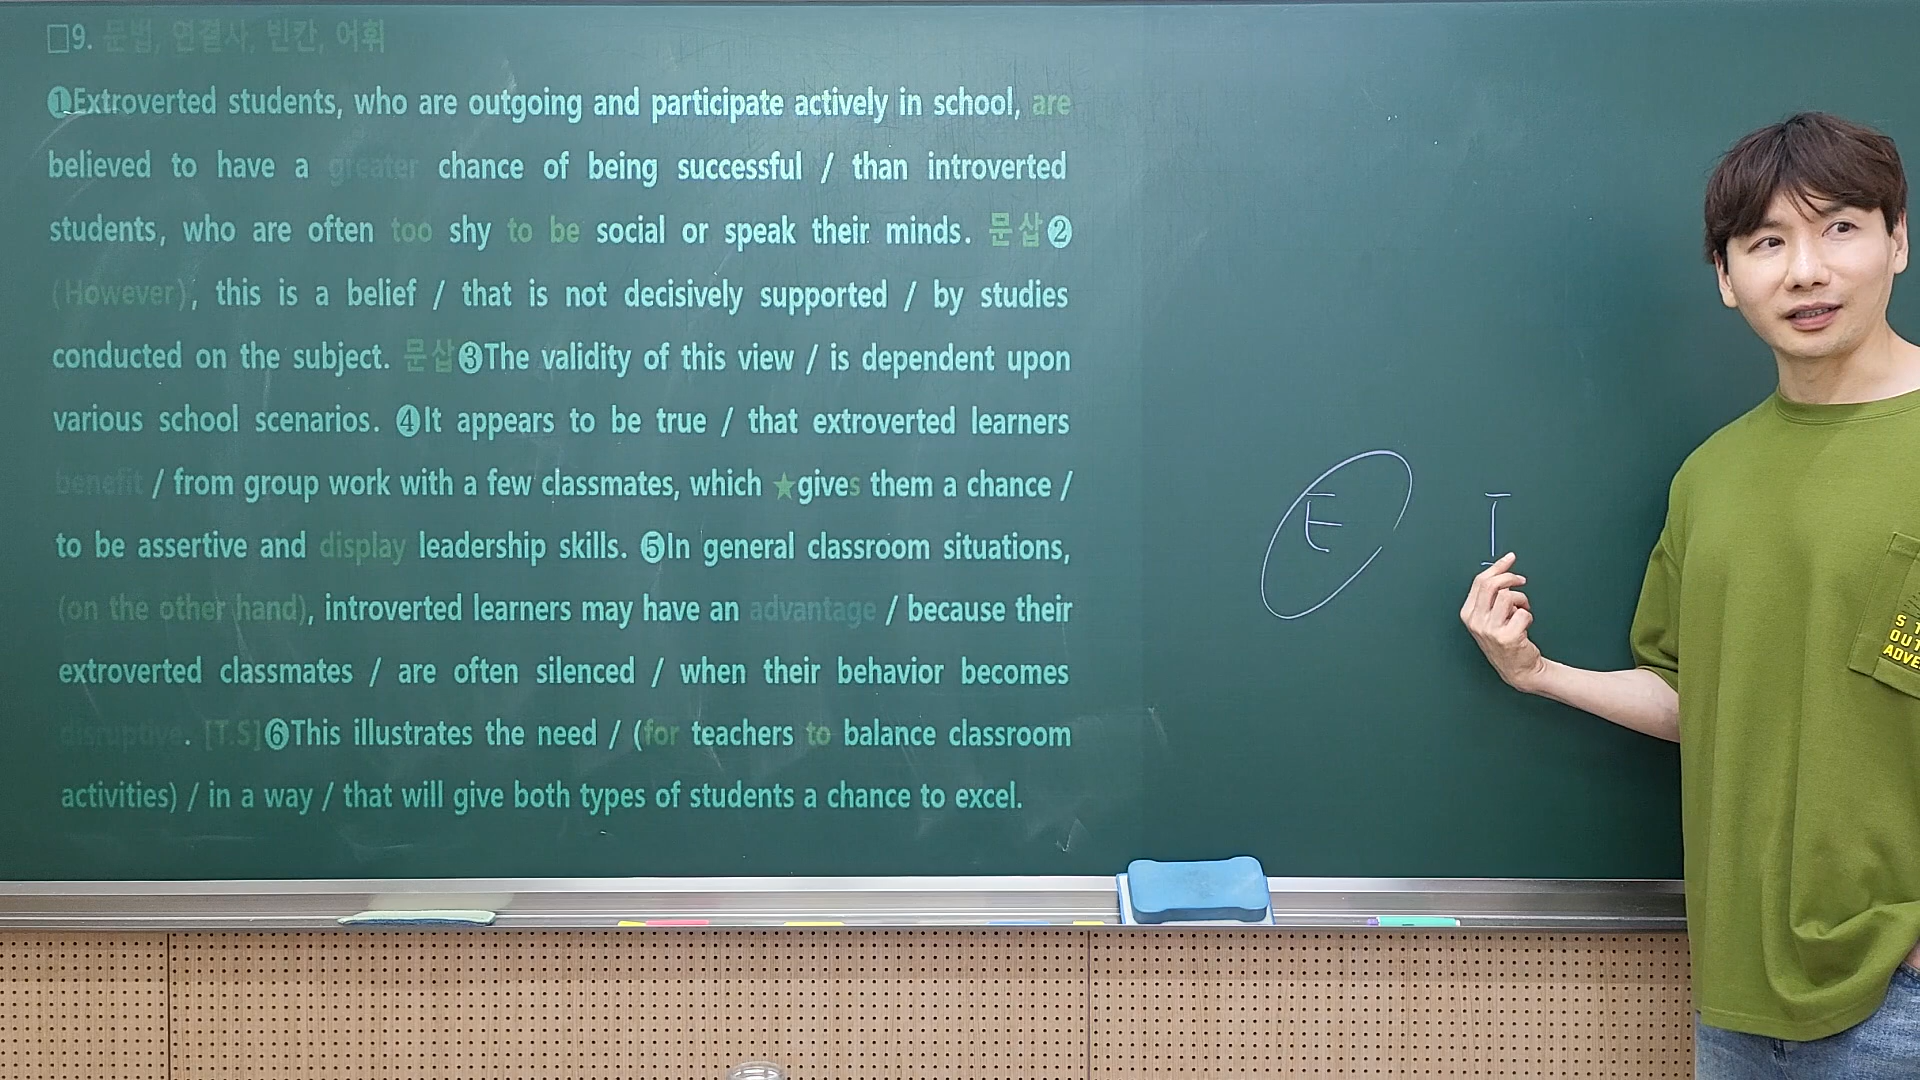 □9. 문법, 연결사, 빈칸, 어휘
❶Extroverted students, who are outgoing and participate actively in school, are
believed to have a greater chance of being successful / than introverted
students, who are often too shy to be social or speak their minds. 문삽❷
(However), this is a belief / that is not decisively supported / by studies
conducted on the subject. 문삽❸The validity of this view / is dependent upon
various school scenarios. ❹It appears to be true / that extroverted learners
benefit / from group work with a few classmates, which ★gives them a chance /
to be assertive and display leadership skills. ❺In general classroom situations,
(on the other hand), introverted learners may have an advantage / because their
extroverted classmates / are often silenced / when their behavior becomes
disruptive. [T.S]❻This illustrates the need / (for teachers to balance classroom
activities) / in a way / that will give both types of students a chance to excel.
E I